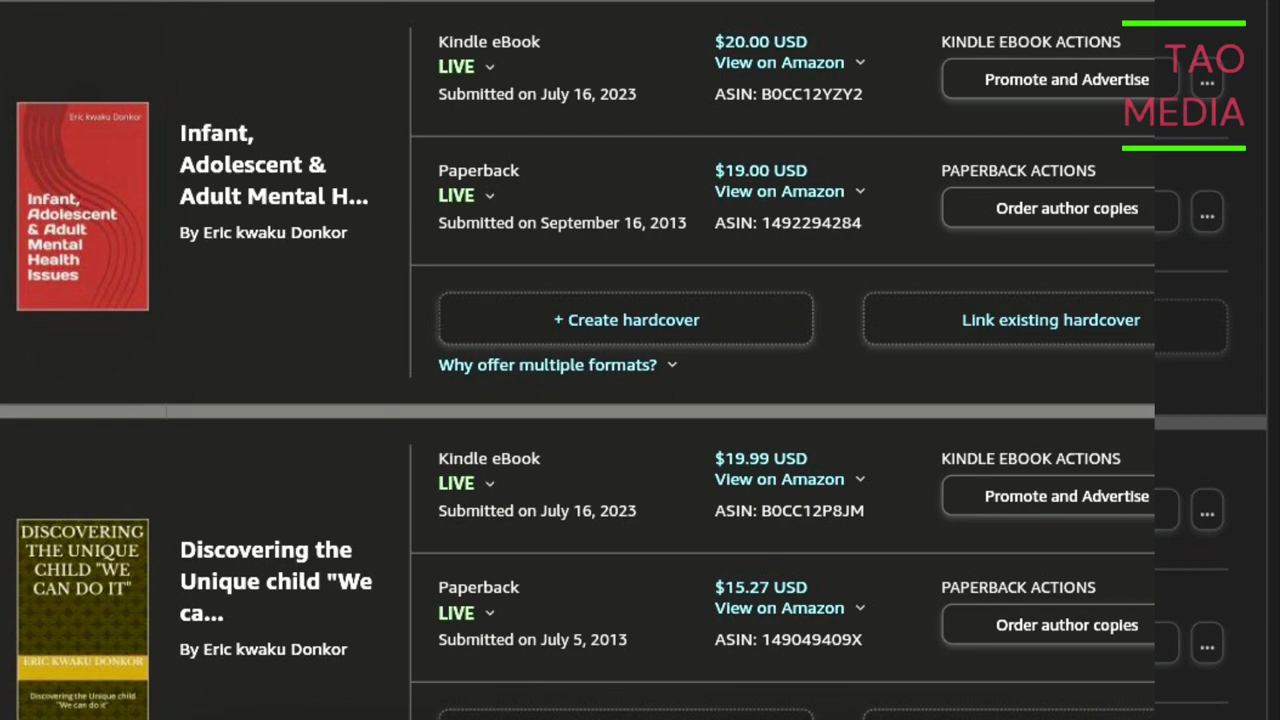 Kindle eBook
LIVE
Submitted on July 16, 2023
$20.00 USD
View on Amazon
ASIN: B0CC12YZY2
KINDLE EBOOK ACTIONS
Promote and Advertise
...
TAO
MEDIA
Eric kwaku Donkor
Infant,
Adolescent
& Adult
Mental
Health
Issues
Infant,
Adolescent &
Adult Mental H...
By Eric kwaku Donkor
Paperback
LIVE
Submitted on September 16, 2013
$19.00 USD
View on Amazon
ASIN: 1492294284
PAPERBACK ACTIONS
Order author copies
...
+ Create hardcover
Link existing hardcover
Why offer multiple formats?
Kindle eBook
LIVE
Submitted on July 16, 2023
$19.99 USD
View on Amazon
ASIN: B0CC12P8JM
KINDLE EBOOK ACTIONS
Promote and Advertise
...
DISCOVERING
THE UNIQUE
CHILD "WE
CAN DO IT"
ERIC KWAKU DONKOR
Discovering the Unique child
"We can do it"
Discovering the
Unique child "We
ca...
By Eric kwaku Donkor
Paperback
LIVE
Submitted on July 5, 2013
$15.27 USD
View on Amazon
ASIN: 149049409X
PAPERBACK ACTIONS
Order author copies
...